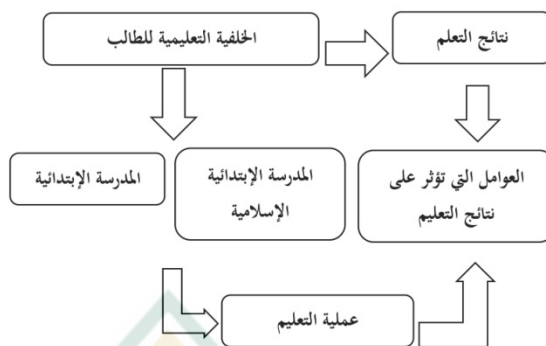 نتائج التعلم
الخلفية التعليمية للطالب
العوامل التي تؤثر على
نتائج التعليم
المدرسة الإبتدائية
الإسلامية
المدرسة الإبتدائية
عملية التعليم